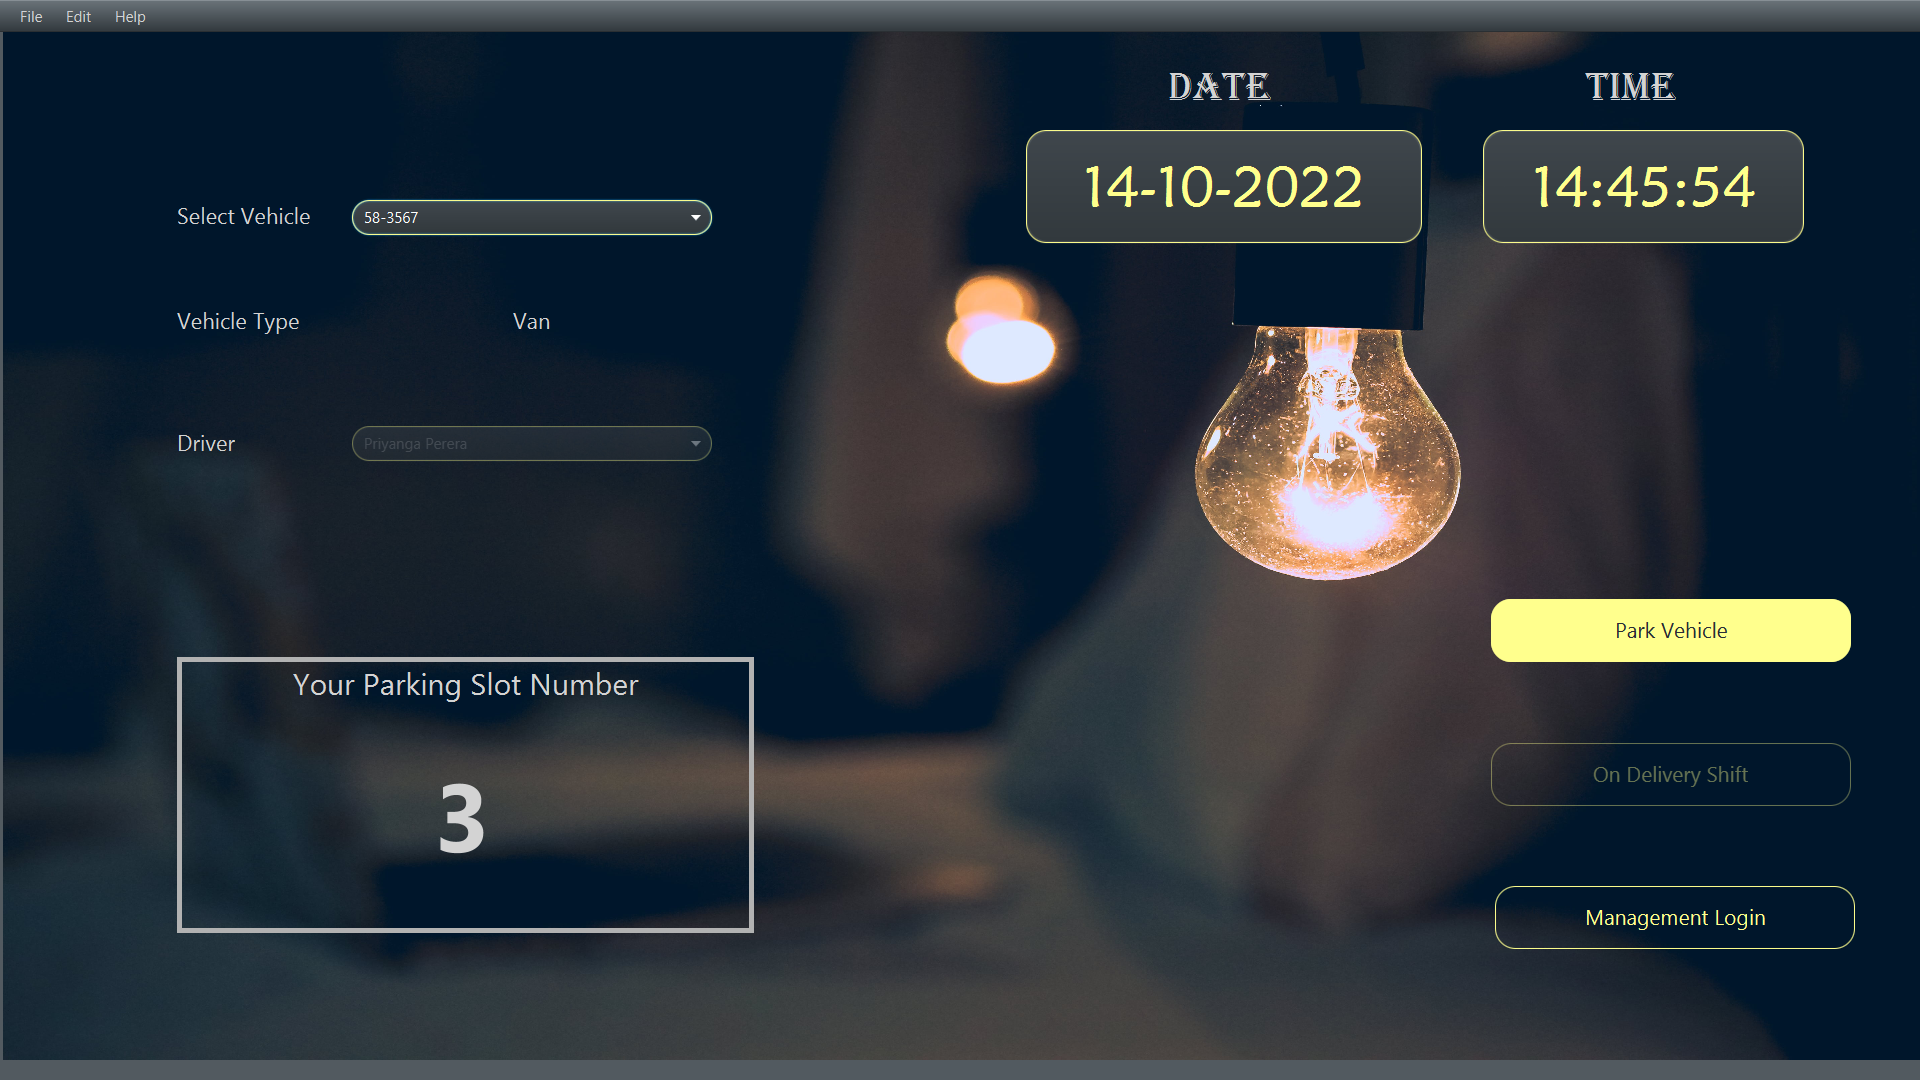 File Edit Help
DATE TIME
14-10-2022 14:45:54
Select Vehicle 58-3567
Vehicle Type Van
Driver Priyanga Perera
Park Vehicle
Your Parking Slot Number
On Delivery Shift
3
Management Login